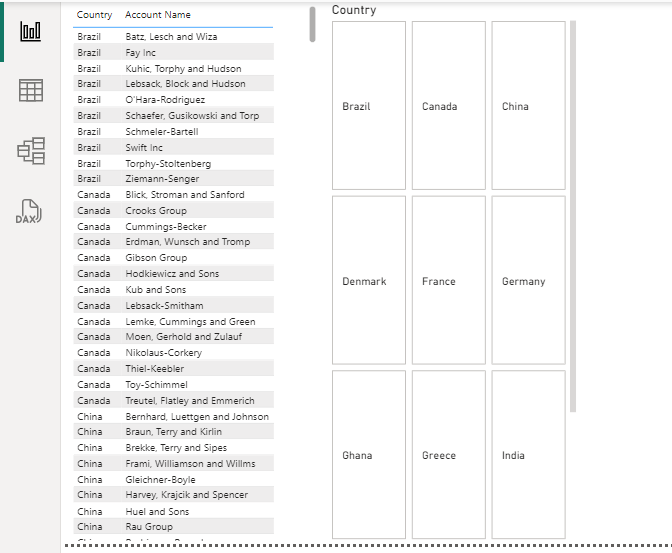 Country Account Name
Brazil Batz, Lesch and Wiza
Brazil Fay Inc
Brazil Kuhic, Torphy and Hudson
Brazil Lebsack, Block and Hudson
Brazil O'Hara-Rodriguez
Brazil Schaefer, Gusikowski and Torp
Brazil Schmeler-Bartell
Brazil Swift Inc
Brazil Torphy-Stoltenberg
Brazil Ziemann-Senger
Canada Blick, Stroman and Sanford
Canada Crooks Group
Canada Cummings-Becker
Canada Erdman, Wunsch and Tromp
Canada Gibson Group
Canada Hodkiewicz and Sons
Canada Kub and Sons
Canada Lebsack-Smitham
Canada Lemke, Cummings and Green
Canada Moen, Gerhold and Zulauf
Canada Nikolaus-Corkery
Canada Thiel-Keebler
Canada Toy-Schimmel
Canada Treutel, Flatley and Emmerich
China Bernhard, Luettgen and Johnson
China Braun, Terry and Kirlin
China Brekke, Terry and Sipes
China Frami, Williamson and Willms
China Gleichner-Boyle
China Harvey, Krajcik and Spencer
China Huel and Sons
China Rau Group
Country
Brazil Canada China
Denmark France Germany
Ghana Greece India
DAX